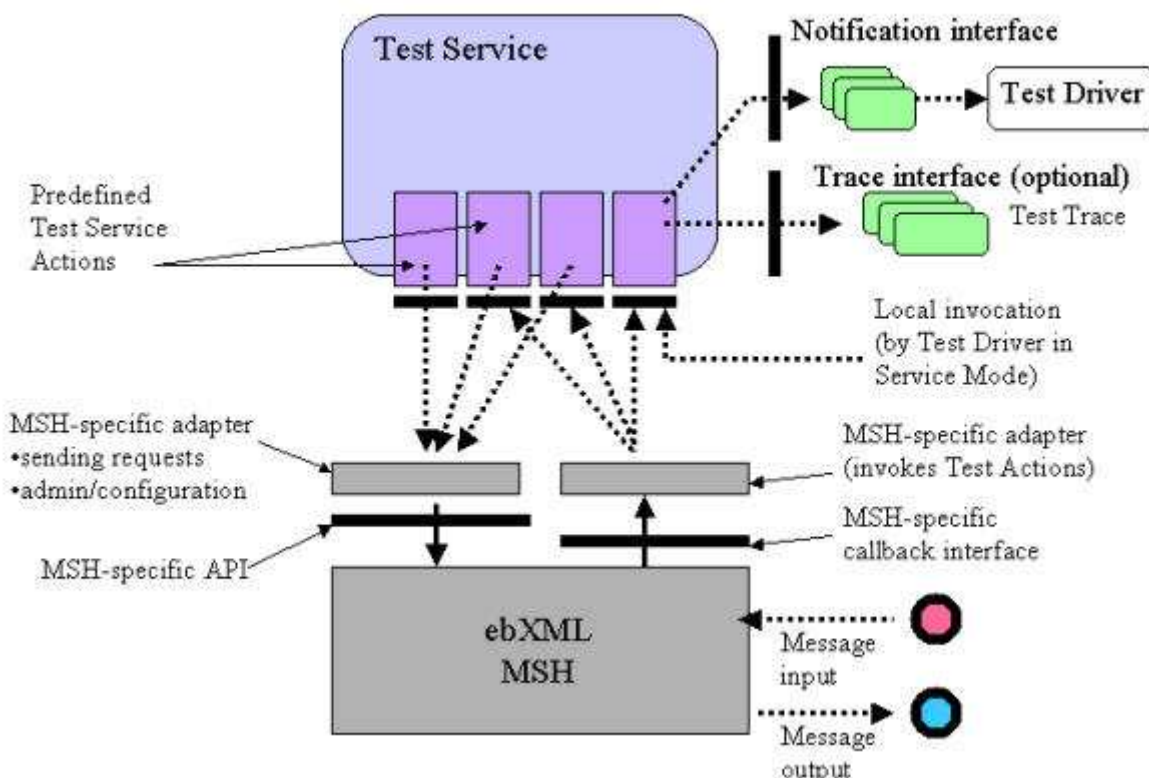 Test Service
Notification interface
Test Driver
Trace interface (optional)
Test Trace
Predefined
Test Service
Actions
Local invocation
(by Test Driver in
Service Mode)
MSH-specific adapter
•sending requests
•admin/configuration
MSH-specific adapter
(invokes Test Actions)
MSH-specific API
MSH-specific
callback interface
ebXML
MSH
Message
input
Message
output